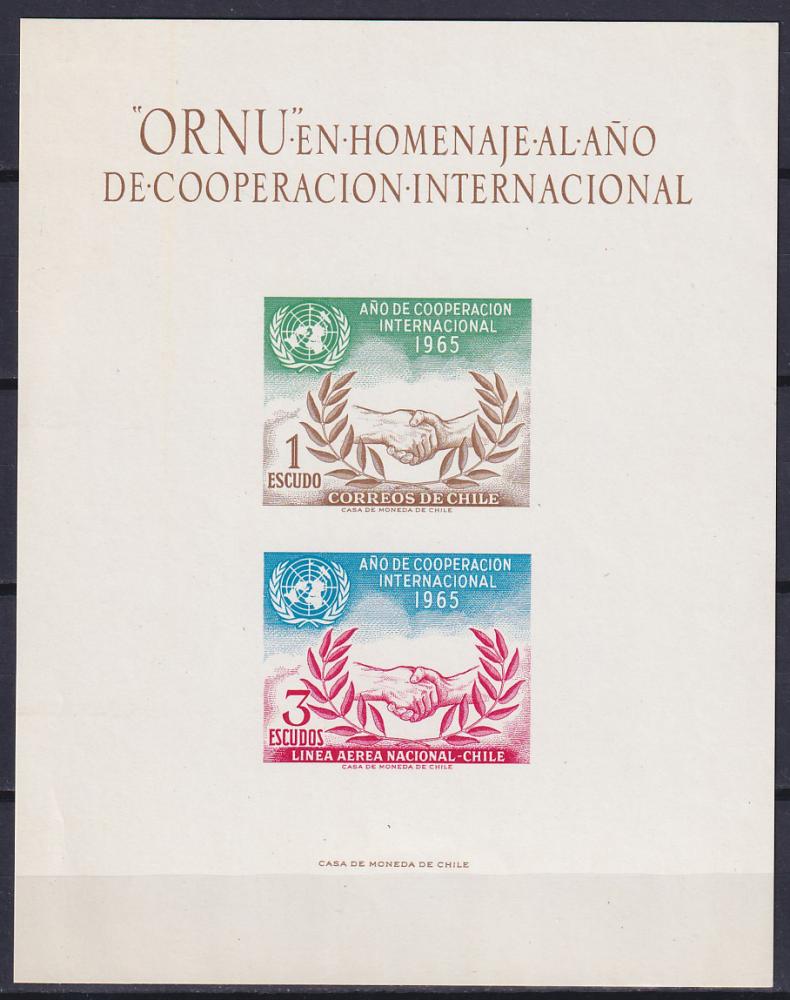 "ORNU"·EN·HOMENAJE·AL·AÑO
DE·COOPERACION·INTERNACIONAL
AÑO DE COOPERACION
INTERNACIONAL
1965
1
ESCUDO
CORREOS DE CHILE
CASA DE MONEDA DE CHILE
AÑO DE COOPERACION
INTERNACIONAL
1965
3
ESCUDOS
LINEA AEREA NACIONAL-CHILE
CASA DE MONEDA DE CHILE
CASA DE MONEDA DE CHILE